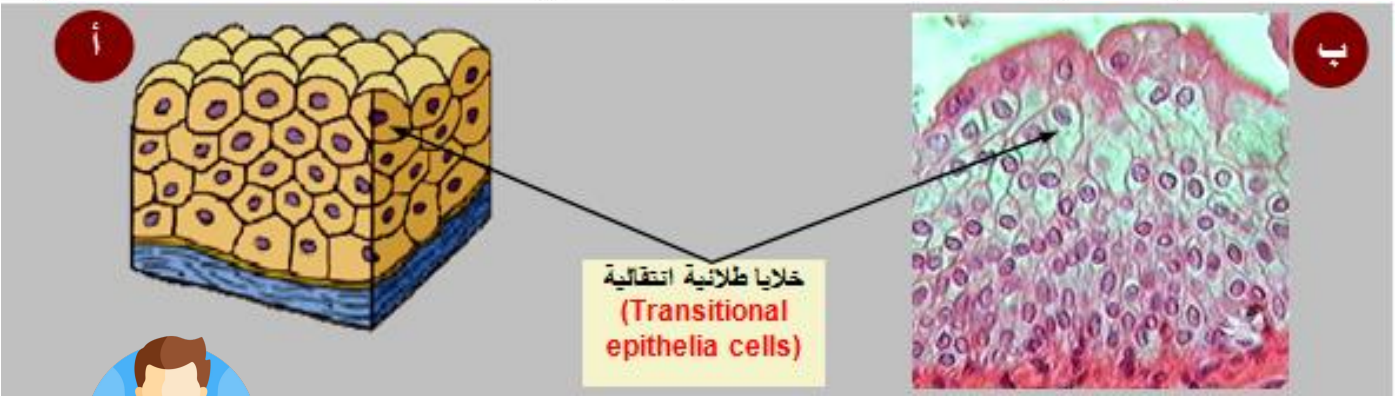 أ
ب
خلايا طلائية انتقالية
(Transitional
epithelia cells)